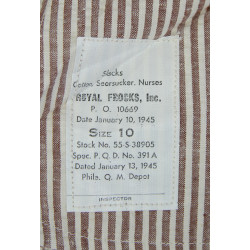 Slacks
Cotton Seersucker, Nurses
ROYAL FROCKS, Inc.
P. O. 10669
Date January 10, 1945
SIZE 10
Stock No. 55-S-38905
Spec. P. Q. D. No. 391A
Dated January 13, 1945
Phila. Q. M. Depot
INSPECTOR